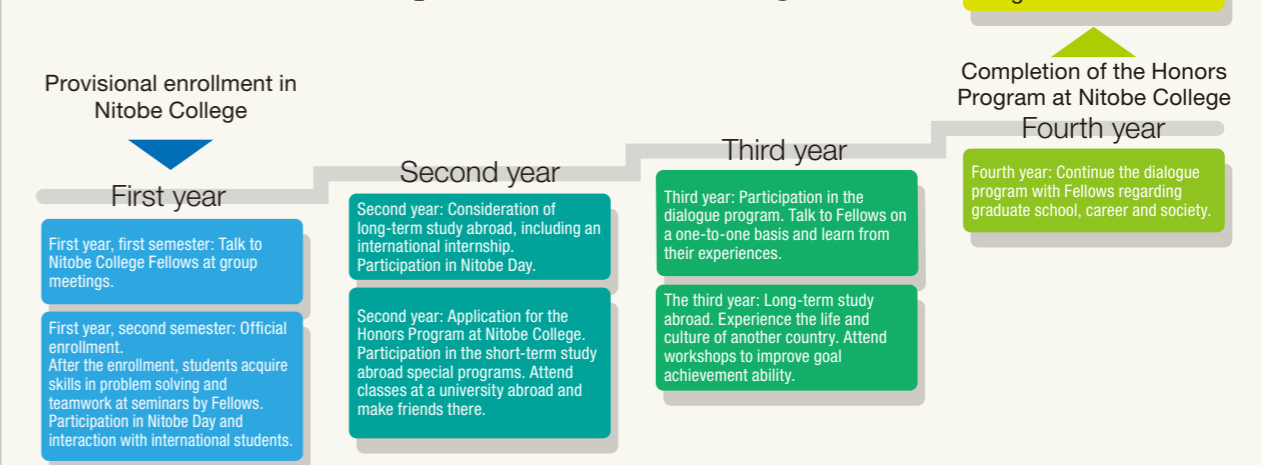 Provisional enrollment in
Nitobe College
Completion of the Honors
Program at Nitobe College
First year
First year, first semester: Talk to
Nitobe College Fellows at group
meetings.
First year, second semester: Official
enrollment.
After the enrollment, students acquire
skills in problem solving and
teamwork at seminars by Fellows.
Participation in Nitobe Day and
interaction with international students.
Second year
Second year: Consideration of
long-term study abroad, including an
international internship.
Participation in Nitobe Day.
Second year: Application for the
Honors Program at Nitobe College.
Participation in the short-term study
abroad special programs. Attend
classes at a university abroad and
make friends there.
Third year
Third year: Participation in the
dialogue program. Talk to Fellows on
a one-to-one basis and learn from
their experiences.
The third year: Long-term study
abroad. Experience the life and
culture of another country. Attend
workshops to improve goal
achievement ability.
Fourth year
Fourth year: Continue the dialogue
program with Fellows regarding
graduate school, career and society.